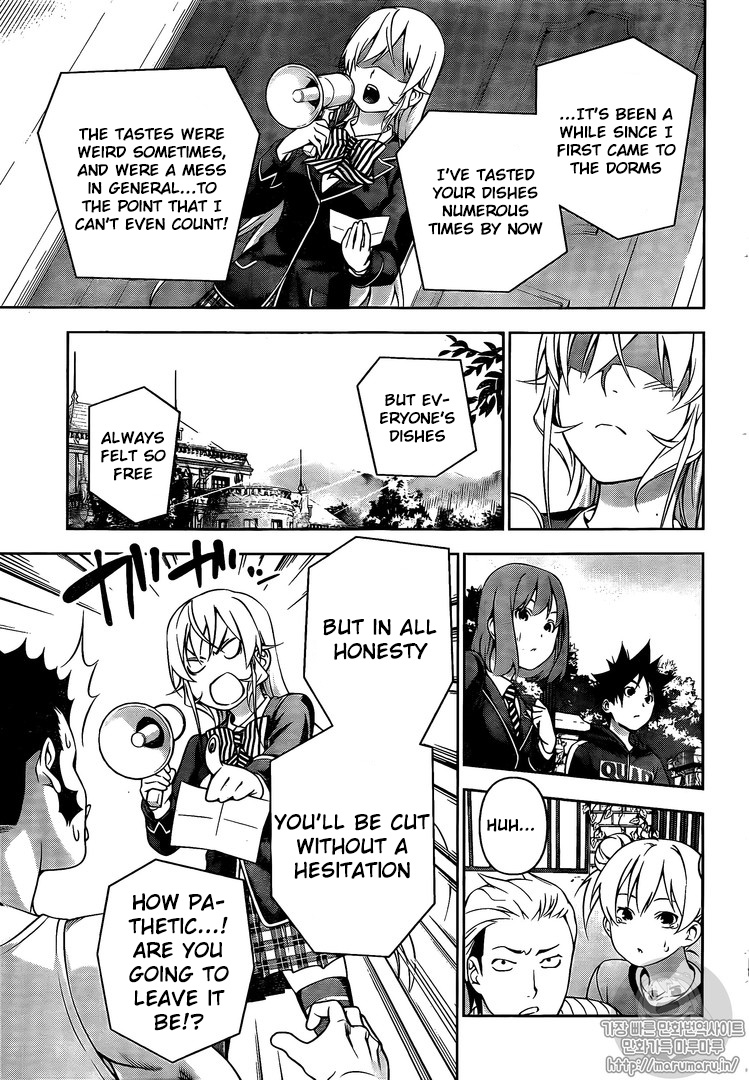 ...IT'S BEEN A
WHILE SINCE I
FIRST CAME TO
THE DORMS
I'VE TASTED
YOUR DISHES
NUMEROUS
TIMES BY NOW
THE TASTES WERE
WEIRD SOMETIMES,
AND WERE A MESS
IN GENERAL...TO
THE POINT THAT I
CAN'T EVEN COUNT!
BUT EV-
ERYONE'S
DISHES
ALWAYS
FELT SO
FREE
HUH...
BUT IN ALL
HONESTY
YOU'LL BE CUT
WITHOUT A
HESITATION
HOW PA-
THETIC...!
ARE YOU
GOING TO
LEAVE IT
BE!?
가장 빠른 만화번역사이트
만화가득 마루마루
http://marumaru.in/